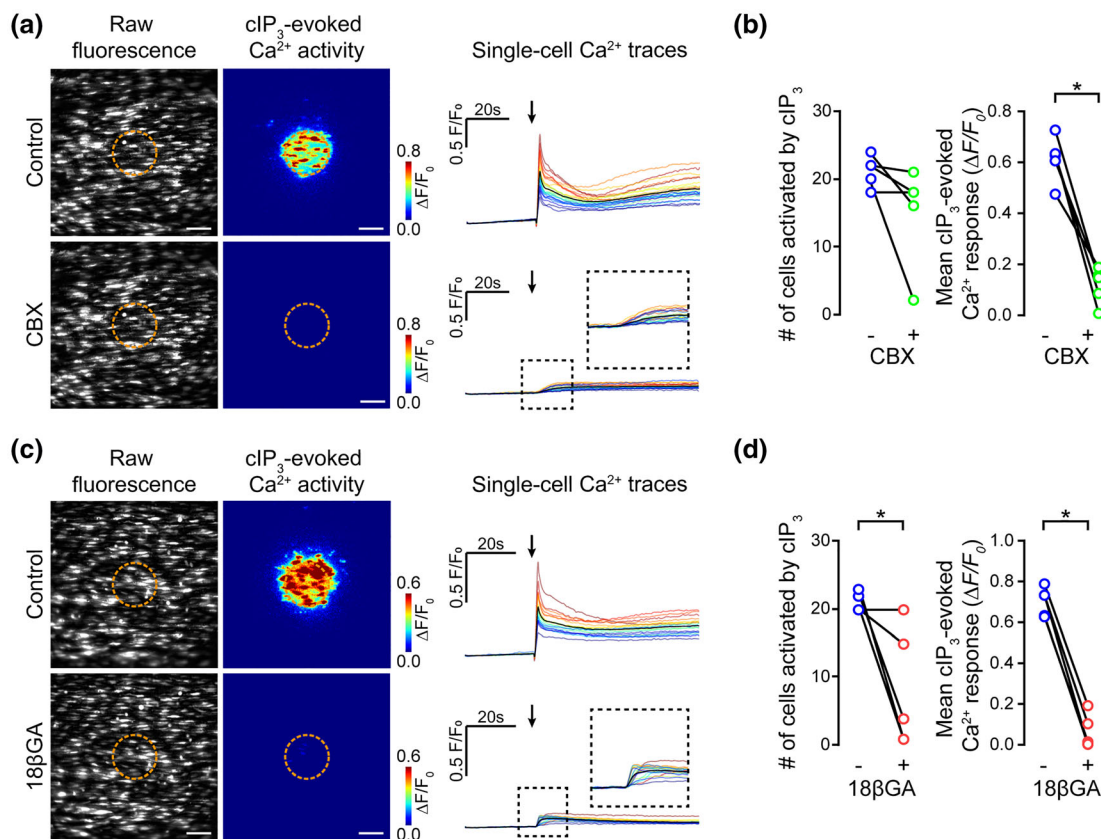 (a)
Raw
fluorescence
cIP₃-evoked
Ca²⁺ activity
Single-cell Ca²⁺ traces
Control
0.8
0.0
ΔF/F₀
20s
0.5 F/F₀
CBX
0.8
0.0
ΔF/F₀
20s
0.5 F/F₀
(b)
# of cells activated by cIP₃
30
20
10
0
- +
CBX
Mean cIP₃-evoked
Ca²⁺ response (ΔF/F₀)
0.8
0.6
0.4
0.2
0.0
*
- +
CBX
(c)
Raw
fluorescence
cIP₃-evoked
Ca²⁺ activity
Single-cell Ca²⁺ traces
Control
0.6
0.0
ΔF/F₀
20s
0.5 F/F₀
18βGA
0.6
0.0
ΔF/F₀
20s
0.5 F/F₀
(d)
# of cells activated by cIP₃
30
20
10
0
*
- +
18βGA
Mean cIP₃-evoked
Ca²⁺ response (ΔF/F₀)
1.0
0.8
0.6
0.4
0.2
0.0
*
- +
18βGA